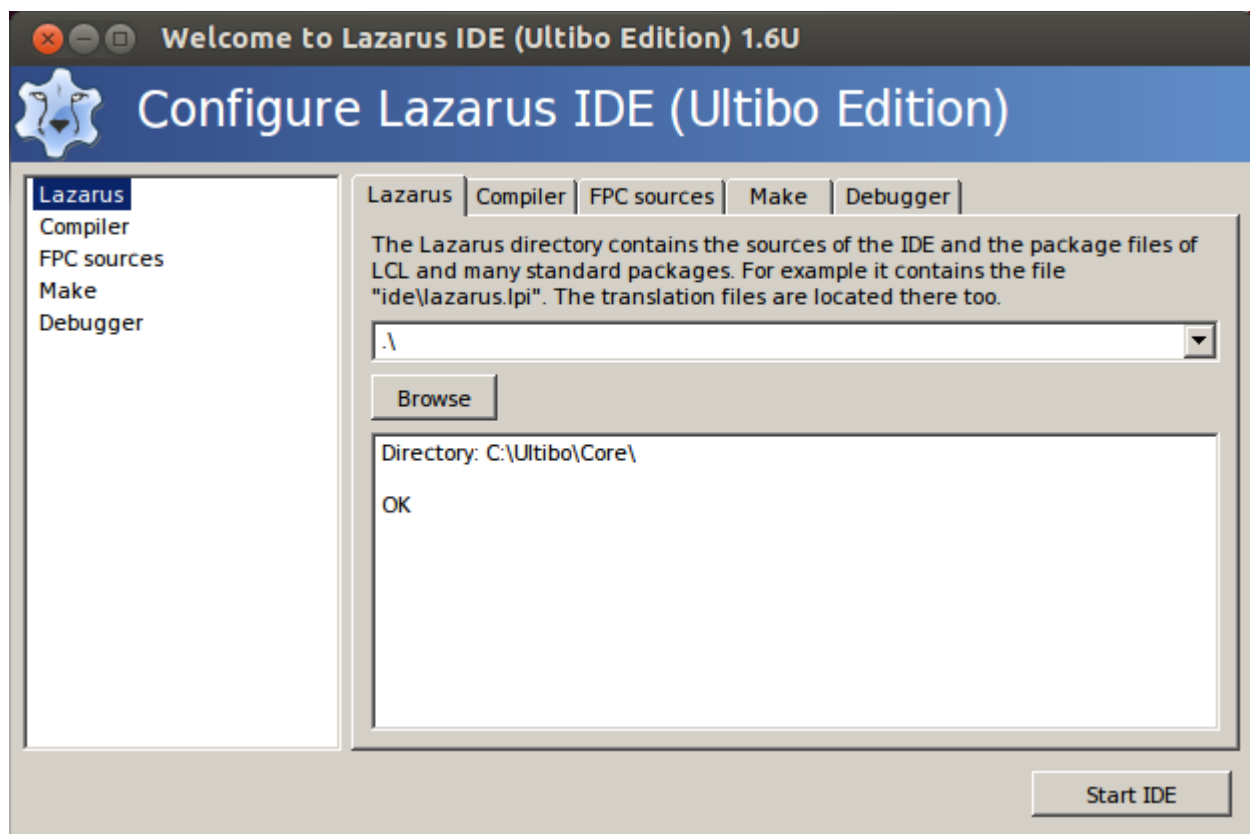 Welcome to Lazarus IDE (Ultibo Edition) 1.6U
Configure Lazarus IDE (Ultibo Edition)
Lazarus
Compiler
FPC sources
Make
Debugger
Lazarus Compiler FPC sources Make Debugger
The Lazarus directory contains the sources of the IDE and the package files of
LCL and many standard packages. For example it contains the file
"ide\lazarus.lpi". The translation files are located there too.
.\
Browse
Directory: C:\Ultibo\Core\
OK
Start IDE